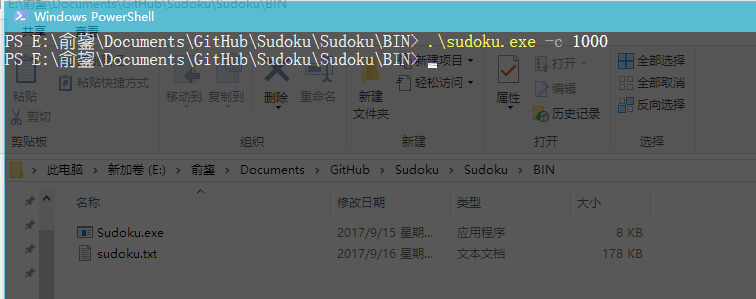 E:\俞鋆\Documents\GitHub\Sudoku\Sudoku\BIN
Windows PowerShell
PS E:\俞鋆\Documents\GitHub\Sudoku\Sudoku\BIN> .\sudoku.exe -c 1000
PS E:\俞鋆\Documents\GitHub\Sudoku\Sudoku\BIN>
共享 查看
新建项目
轻松访问
粘贴
粘贴快捷方式
剪切
移动到 复制到 删除 重命名
新建
文件夹
属性
打开
编辑
历史记录
全部选择
全部取消
反向选择
剪贴板 组织 新建 打开 选择
此电脑 新加卷 (E:) 俞鋆 Documents GitHub Sudoku Sudoku BIN
名称 修改日期 类型 大小
Sudoku.exe 2017/9/15 星期... 应用程序 8 KB
sudoku.txt 2017/9/16 星期... 文本文档 178 KB